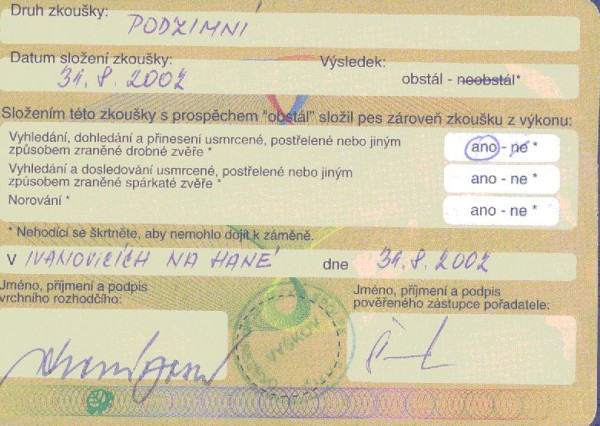 Druh zkoušky: PODZIMNÍ
Datum složení zkoušky: Výsledek:
31.8.2002 obstál - neobstál*
Složením této zkoušky s prospěchem "obstál" složil pes zároveň zkoušku z výkonu:
Vyhledání, dohledání a přinesení usmrcené, postřelené nebo jiným
způsobem zraněné drobné zvěře * ano - ne *
Vyhledání a dosledování usmrcené, postřelené nebo jiným
způsobem zraněné spárkaté zvěře * ano - ne *
Norování * ano - ne *
* Nehodící se škrtněte, aby nemohlo dojít k záměně.
V IVANOVICÍCH NA HANÉ dne 31.8.2002
Jméno, příjmení a podpis
vrchního rozhodčího:
Jméno, příjmení a podpis
pověřeného zástupce pořadatele:
VYŠKOV